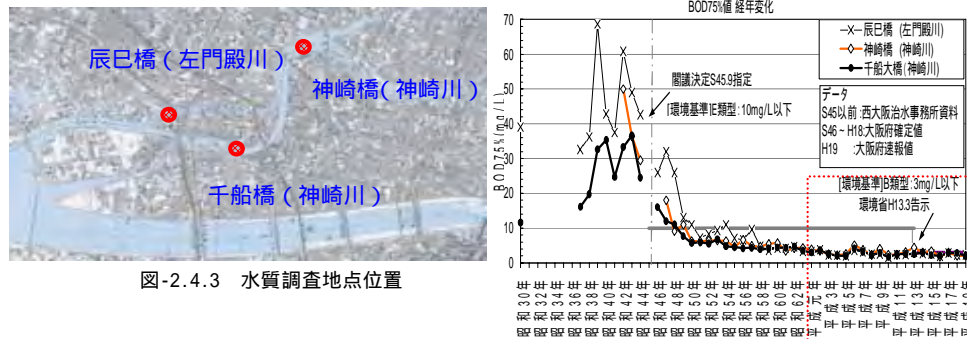 辰巳橋(左門殿川)
神崎橋(神崎川)
千船橋(神崎川)
図-2.4.3 水質調査地点位置
BOD75%値 経年変化
BOD75%(mg/L)
70
60
50
40
30
20
10
0
辰巳橋 (左門殿川)
神崎橋 (神崎川)
千船大橋(神崎川)
閣議決定S45.9指定
[環境基準]E類型:10mg/L以下
データ
S45以前:西大阪治水事務所資料
S46~H18:大阪府確定値
H19 :大阪府速報値
[環境基準]B類型:3mg/L以下
環境省H13.3告示
昭和30年
昭和32年
昭和34年
昭和36年
昭和38年
昭和40年
昭和42年
昭和44年
昭和46年
昭和48年
昭和50年
昭和52年
昭和54年
昭和56年
昭和58年
昭和60年
昭和62年
平成元年
平成3年
平成5年
平成7年
平成9年
平成11年
平成13年
平成15年
平成17年